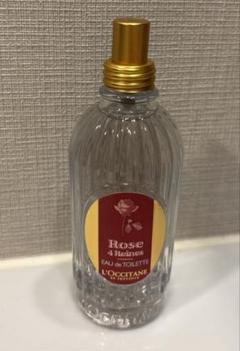 Rose
4 Reines
EAU de TOILETTE
L'OCCITANE
EN PROVENCE